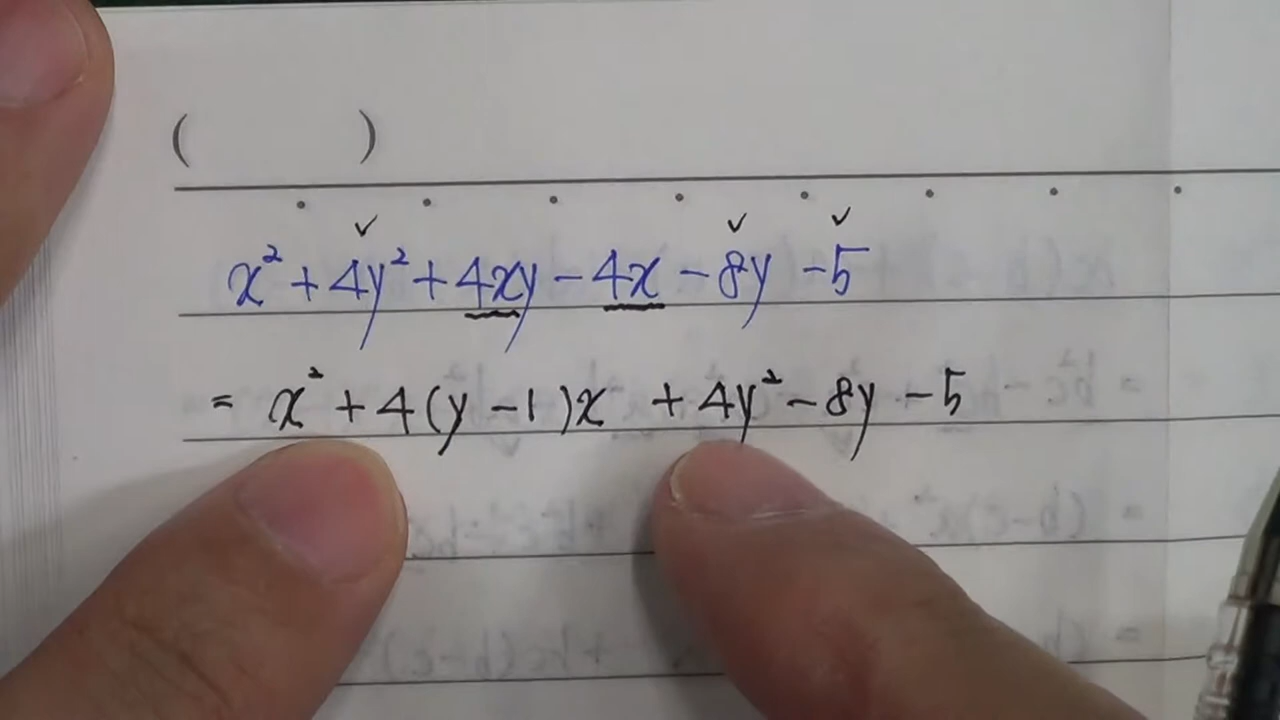 ( )
x² + 4y² + 4xy - 4x - 8y - 5
= x² + 4(y - 1)x + 4y² - 8y - 5